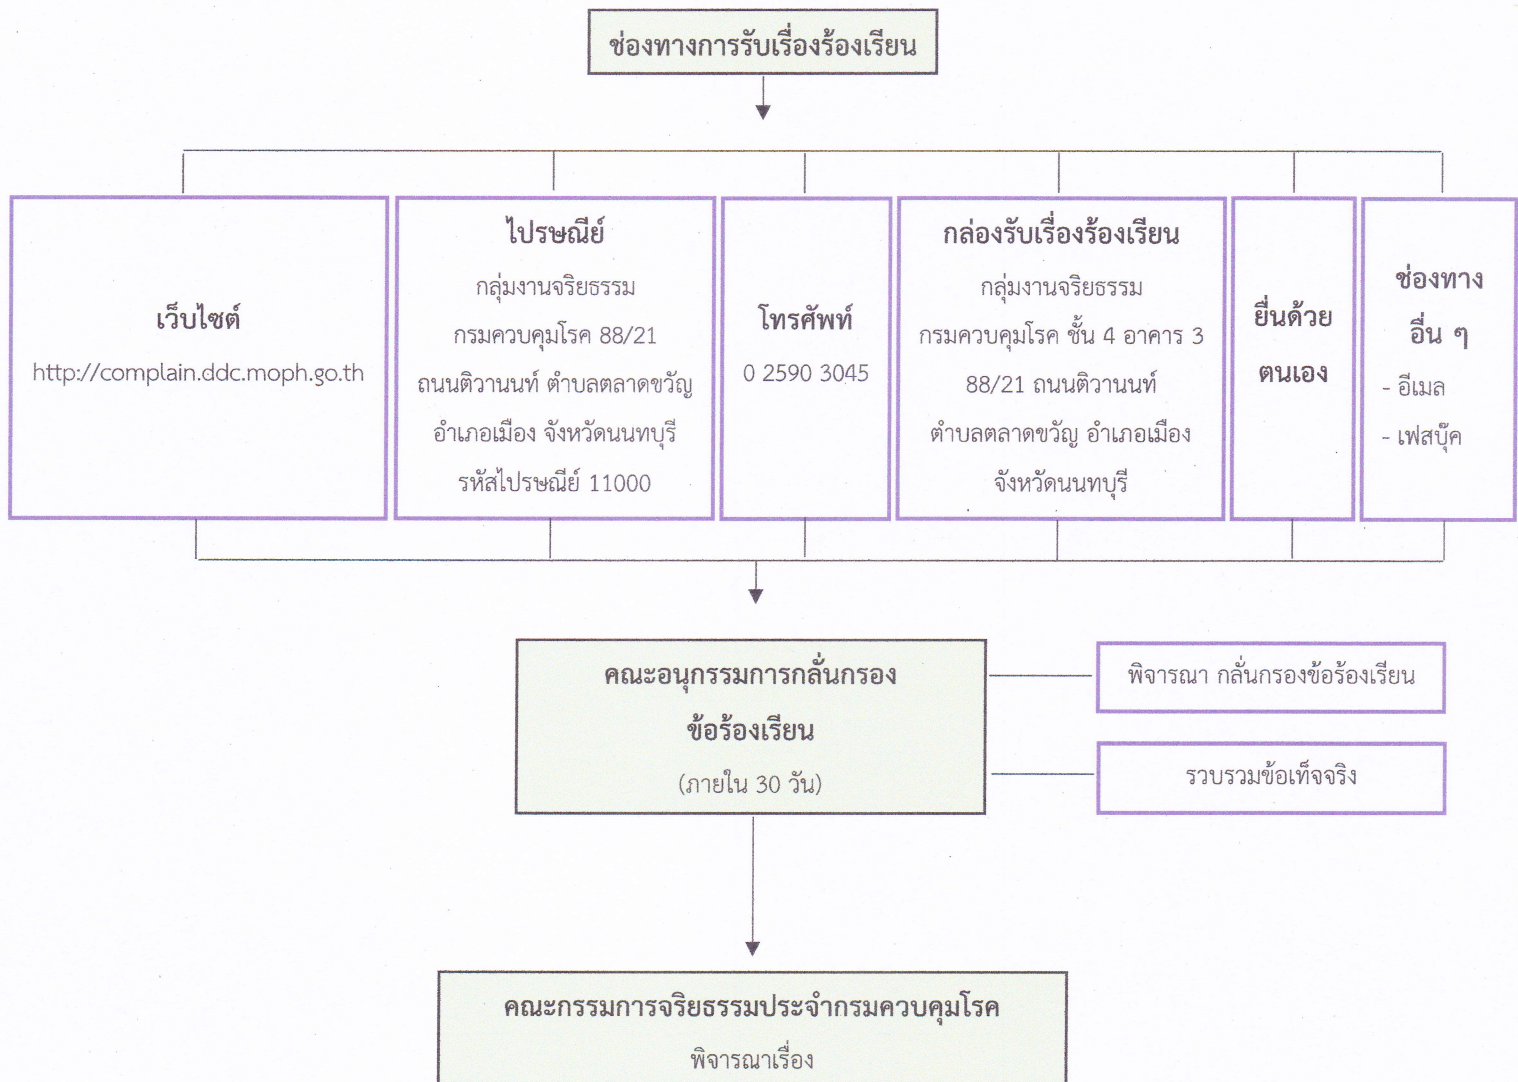 ช่องทางการรับเรื่องร้องเรียน
เว็บไซต์
http://complain.ddc.moph.go.th
ไปรษณีย์
กลุ่มงานจริยธรรม
กรมควบคุมโรค 88/21
ถนนติวานนท์ ตำบลตลาดขวัญ
อำเภอเมือง จังหวัดนนทบุรี
รหัสไปรษณีย์ 11000
โทรศัพท์
0 2590 3045
กล่องรับเรื่องร้องเรียน
กลุ่มงานจริยธรรม
กรมควบคุมโรค ชั้น 4 อาคาร 3
88/21 ถนนติวานนท์
ตำบลตลาดขวัญ อำเภอเมือง
จังหวัดนนทบุรี
ยื่นด้วย
ตนเอง
ช่องทาง
อื่น ๆ
- อีเมล
- เฟสบุ๊ค
คณะอนุกรรมการกลั่นกรอง
ข้อร้องเรียน
(ภายใน 30 วัน)
พิจารณา กลั่นกรองข้อร้องเรียน
รวบรวมข้อเท็จจริง
คณะกรรมการจริยธรรมประจำกรมควบคุมโรค
พิจารณาเรื่อง